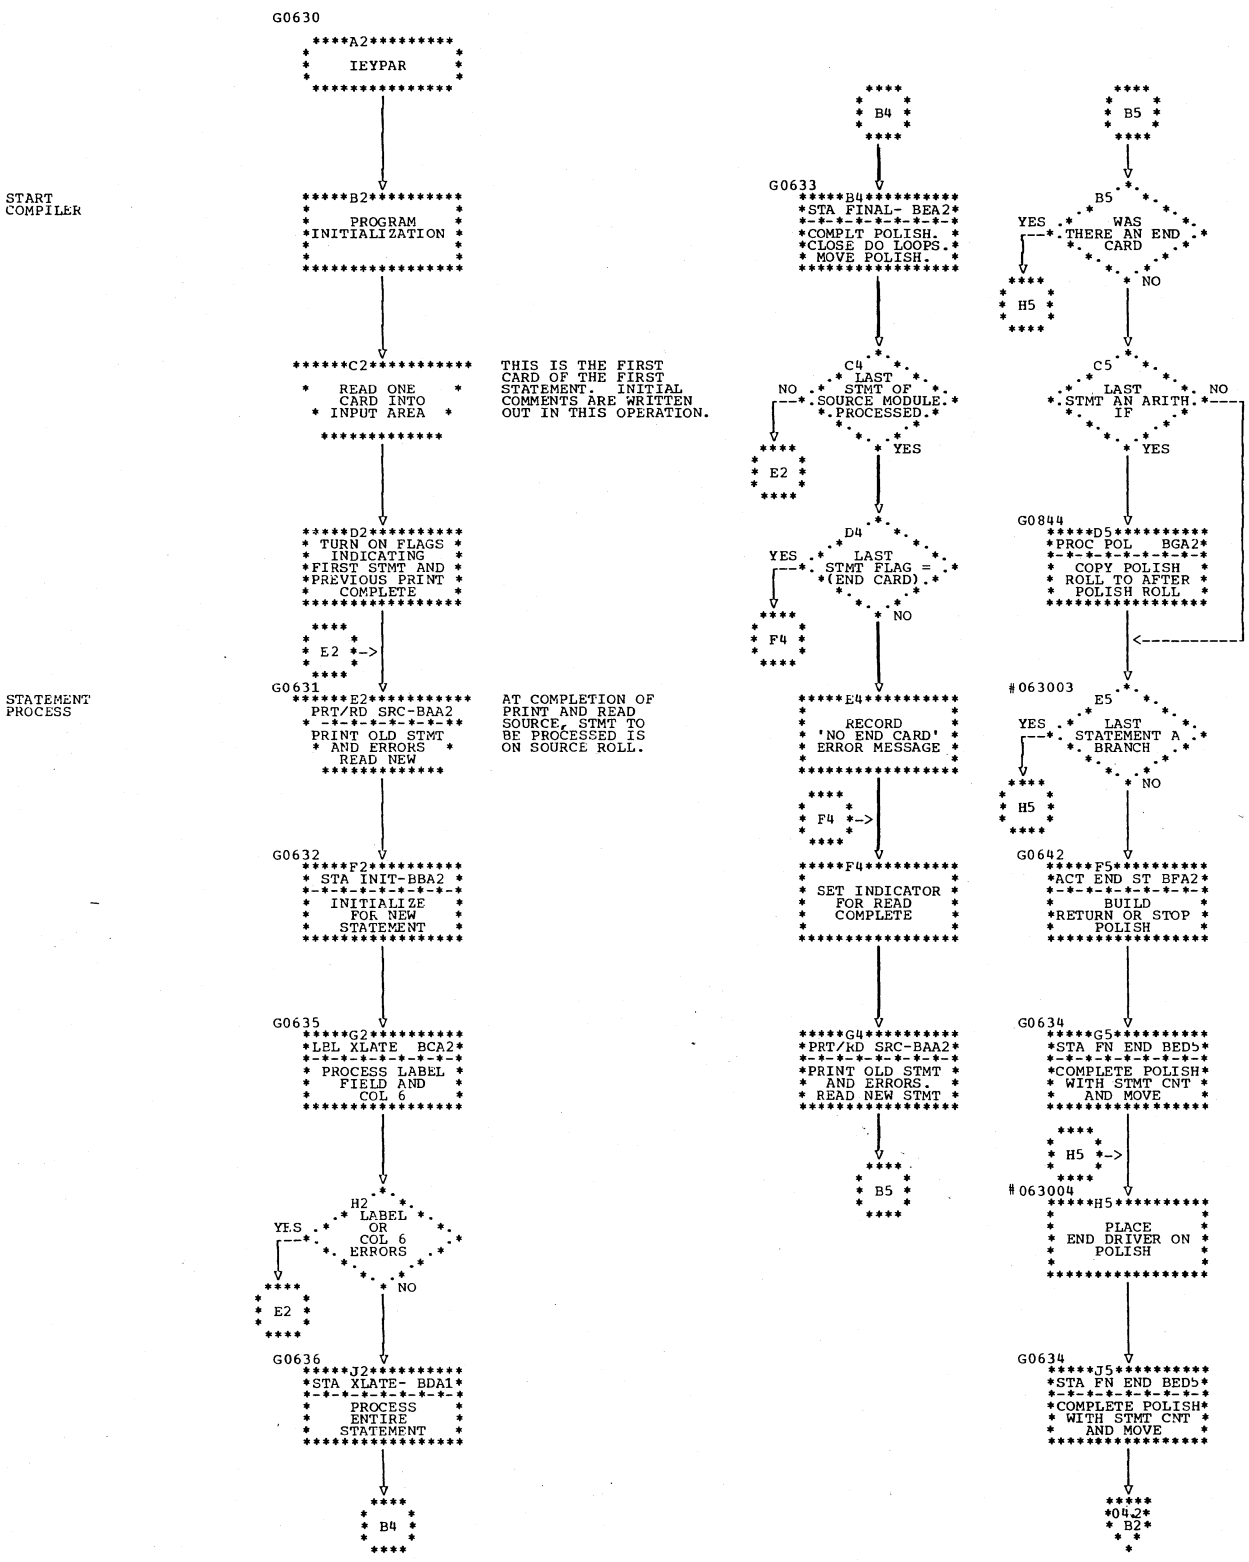 G0630
A2
IEYPAR
START
COMPILER
B2
PROGRAM
INITIALIZATION
C2
READ ONE
CARD INTO
INPUT AREA
THIS IS THE FIRST
CARD OF THE FIRST
STATEMENT. INITIAL
COMMENTS ARE WRITTEN
OUT IN THIS OPERATION.
D2
TURN ON FLAGS
INDICATING
FIRST STMT AND
PREVIOUS PRINT
COMPLETE
E2
STATEMENT
PROCESS
G0631
E2
PRT/RD SRC-BAA2
PRINT OLD STMT
AND ERRORS
READ NEW
AT COMPLETION OF
PRINT AND READ
SOURCE, STMT TO
BE PROCESSED IS
ON SOURCE ROLL.
G0632
F2
STA INIT-BBA2
INITIALIZE
FOR NEW
STATEMENT
G0635
G2
LBL XLATE BCA2
PROCESS LABEL
FIELD AND
COL 6
H2
LABEL
OR
COL 6
ERRORS
YES
NO
E2
G0636
J2
STA XLATE- BDA1
PROCESS
ENTIRE
STATEMENT
B4
B4
G0633
B4
STA FINAL- BEA2
COMPLT POLISH.
CLOSE DO LOOPS.
MOVE POLISH.
C4
LAST
STMT OF
SOURCE MODULE
PROCESSED
NO
YES
E2
D4
LAST
STMT FLAG =
(END CARD)
YES
NO
F4
E4
RECORD
'NO END CARD'
ERROR MESSAGE
F4
F4
SET INDICATOR
FOR READ
COMPLETE
G4
PRT/RD SRC-BAA2
PRINT OLD STMT
AND ERRORS.
READ NEW STMT
B5
B5
B5
WAS
THERE AN END
CARD
YES
NO
H5
C5
LAST
STMT AN ARITH.
IF
NO
YES
G0844
D5
PROC POL BGA2
COPY POLISH
ROLL TO AFTER
POLISH ROLL
#063003
E5
LAST
STATEMENT A
BRANCH
YES
NO
H5
G0642
F5
ACT END ST BFA2
BUILD
RETURN OR STOP
POLISH
G0634
G5
STA FN END BED5
COMPLETE POLISH
WITH STMT CNT
AND MOVE
H5
#063004
H5
PLACE
END DRIVER ON
POLISH
G0634
J5
STA FN END BED5
COMPLETE POLISH
WITH STMT CNT
AND MOVE
04.2
B2